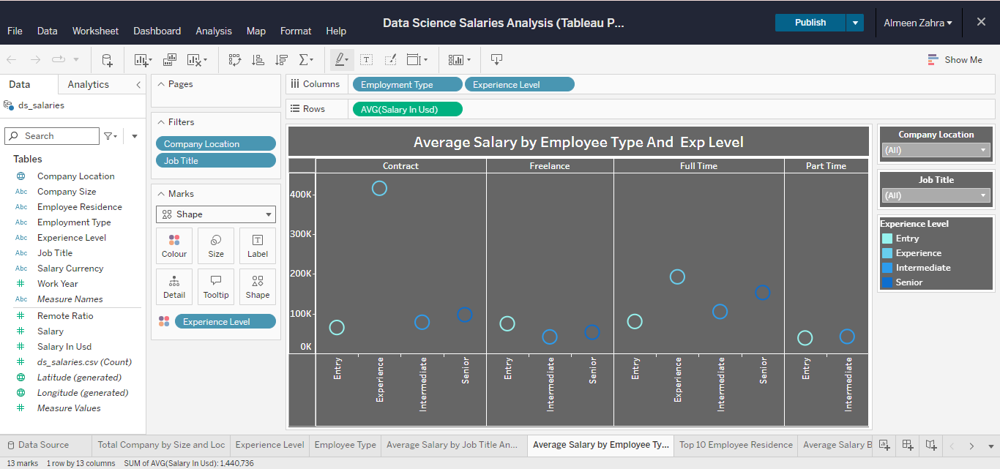 Data Science Salaries Analysis (Tableau P...
Publish
Almeen Zahra
File Data Worksheet Dashboard Analysis Map Format Help
Show Me
Data Analytics
ds_salaries
Search
Tables
Company Location
Abc Company Size
Abc Employee Residence
Abc Employment Type
Abc Experience Level
Abc Job Title
Abc Salary Currency
Work Year
Abc Measure Names
Remote Ratio
Salary
Salary In Usd
ds_salaries.csv (Count)
Latitude (generated)
Longitude (generated)
Measure Values
Pages
Filters
Company Location
Job Title
Marks
Shape
Colour Size Label
Detail Tooltip Shape
Experience Level
Columns Employment Type Experience Level
Rows AVG(Salary In Usd)
Average Salary by Employee Type And  Exp Level
Contract Freelance Full Time Part Time
400K
300K
200K
100K
0K
Entry Experience Intermediate Senior Entry Intermediate Senior Entry Experience Intermediate Senior Entry Intermediate
Company Location
(All)
Job Title
(All)
Experience Level
Entry
Experience
Intermediate
Senior
Data Source Total Company by Size and Loc Experience Level Employee Type Average Salary by Job Title An... Average Salary by Employee Ty... Top 10 Employee Residence Average Salary B
13 marks 1 row by 13 columns SUM of AVG(Salary In Usd): 1,440,736